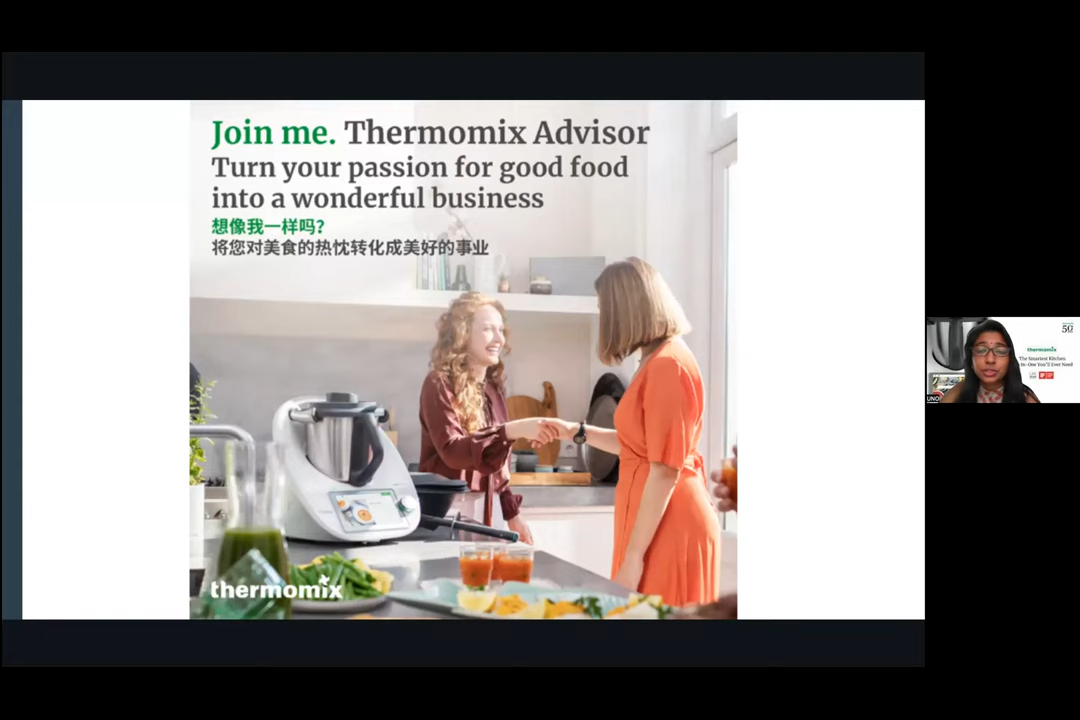 Join me. Thermomix Advisor
Turn your passion for good food
into a wonderful business
想像我一样吗?
将您对美食的热忱转化成美好的事业
thermomix
50
thermomix
The Smartest Kitchen
In-One You'll Ever Need
UNO